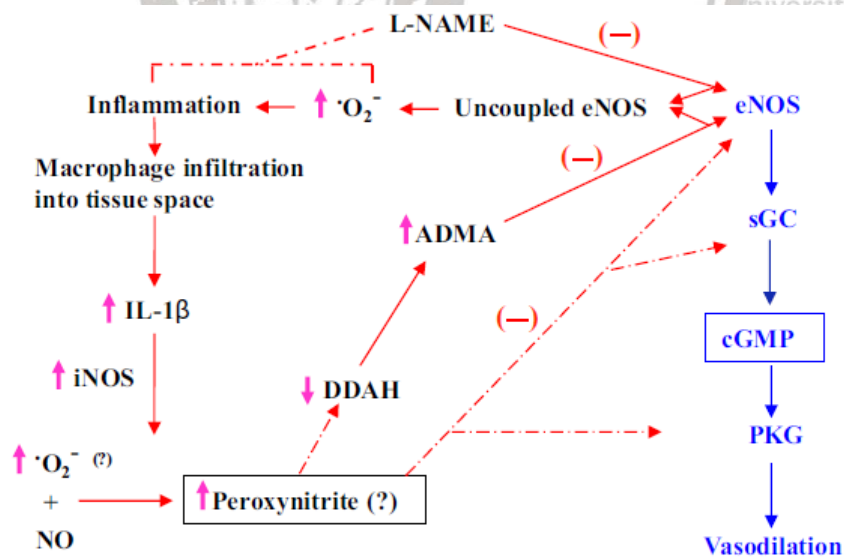 niversit
L-NAME
(—)
Inflammation
↑ ·O₂⁻
Uncoupled eNOS
eNOS
Macrophage infiltration
into tissue space
(—)
↑ADMA
sGC
↑ IL-1β
(—)
cGMP
↑ iNOS
↓ DDAH
PKG
↑ ·O₂⁻ (?)
+
NO
↑Peroxynitrite (?)
Vasodilation